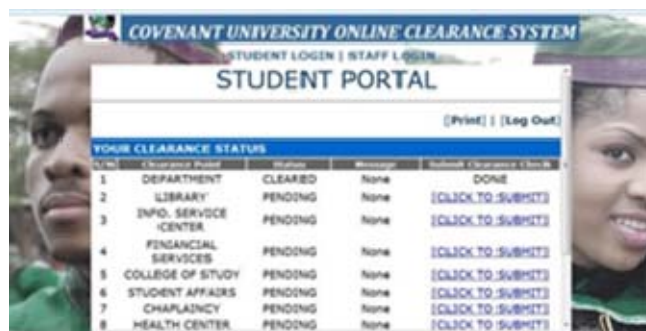 COVENANT UNIVERSITY ONLINE CLEARANCE SYSTEM
STUDENT LOGIN | STAFF LOGIN
STUDENT PORTAL
[Print] | [Log Out]
YOUR CLEARANCE STATUS
S/N Clearance Point Status Message Submit Clearance Check
1 DEPARTMENT CLEARED None DONE
2 LIBRARY PENDING None [CLICK TO SUBMIT]
3 INFO. SERVICE CENTER PENDING None [CLICK TO SUBMIT]
4 FINIANCIAL SERVICES PENDING None [CLICK TO SUBMIT]
5 COLLEGE OF STUDY PENDING None [CLICK TO SUBMIT]
6 STUDENT AFFAIRS PENDING None [CLICK TO SUBMIT]
7 CHAPLAINCY PENDING None [CLICK TO SUBMIT]
8 HEALTH CENTER PENDING None [CLICK TO SUBMIT]